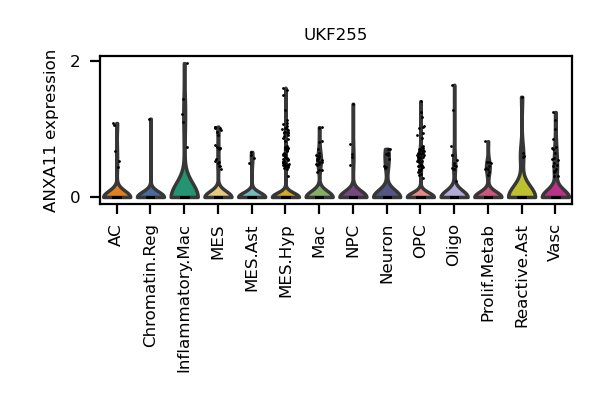 UKF255
ANXA11 expression
2
0
AC
Chromatin.Reg
Inflammatory.Mac
MES
MES.Ast
MES.Hyp
Mac
NPC
Neuron
OPC
Oligo
Prolif.Metab
Reactive.Ast
Vasc